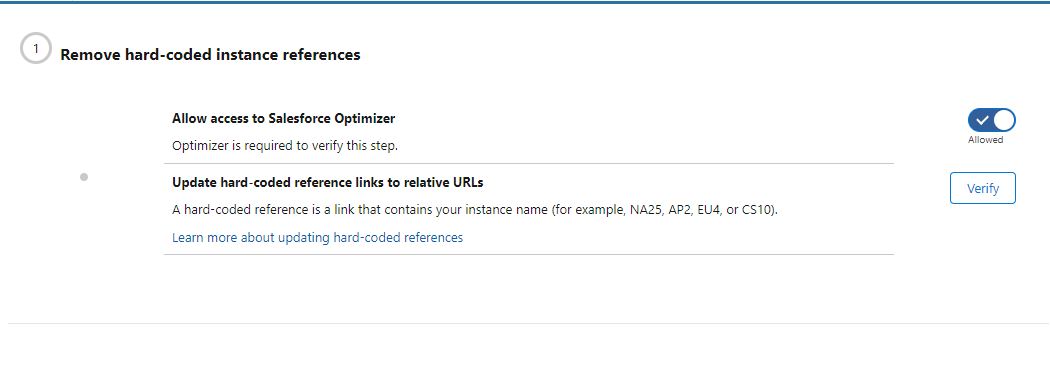 1
Remove hard-coded instance references
Allow access to Salesforce Optimizer
Optimizer is required to verify this step.
Allowed
Update hard-coded reference links to relative URLs
A hard-coded reference is a link that contains your instance name (for example, NA25, AP2, EU4, or CS10).
Verify
Learn more about updating hard-coded references